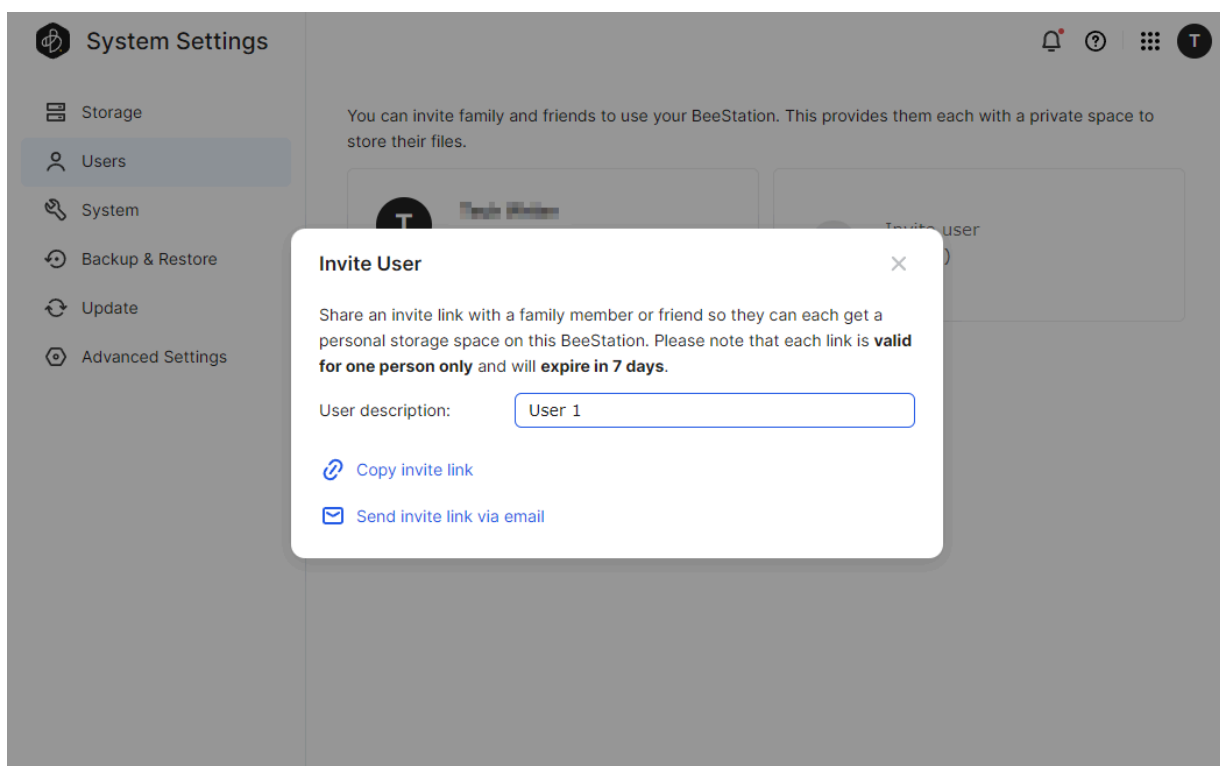 System Settings
T
Storage
Users
System
Backup & Restore
Update
Advanced Settings
You can invite family and friends to use your BeeStation. This provides them each with a private space to
store their files.
T
Invite user
)
Invite User
Share an invite link with a family member or friend so they can each get a
personal storage space on this BeeStation. Please note that each link is valid
for one person only and will expire in 7 days.
User description:
User 1
Copy invite link
Send invite link via email